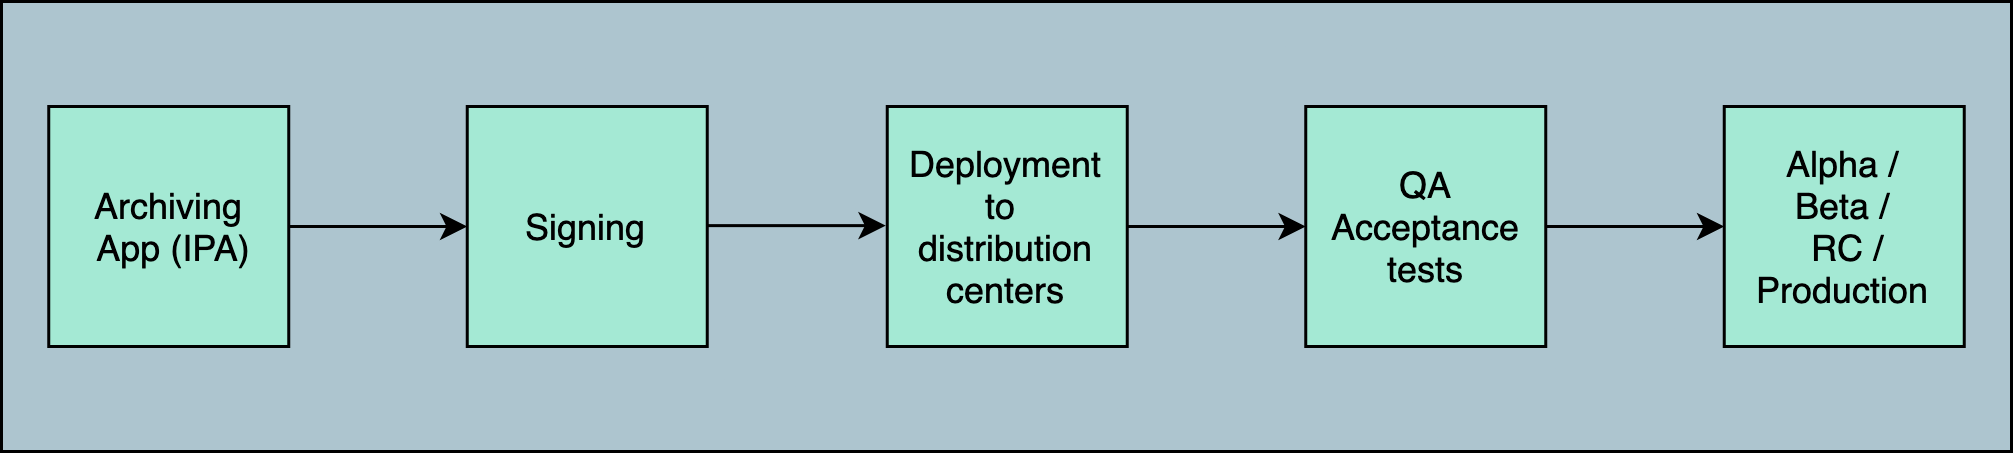 Archiving
App (IPA)
Signing
Deployment
to
distribution
centers
QA
Acceptance
tests
Alpha /
Beta /
RC /
Production